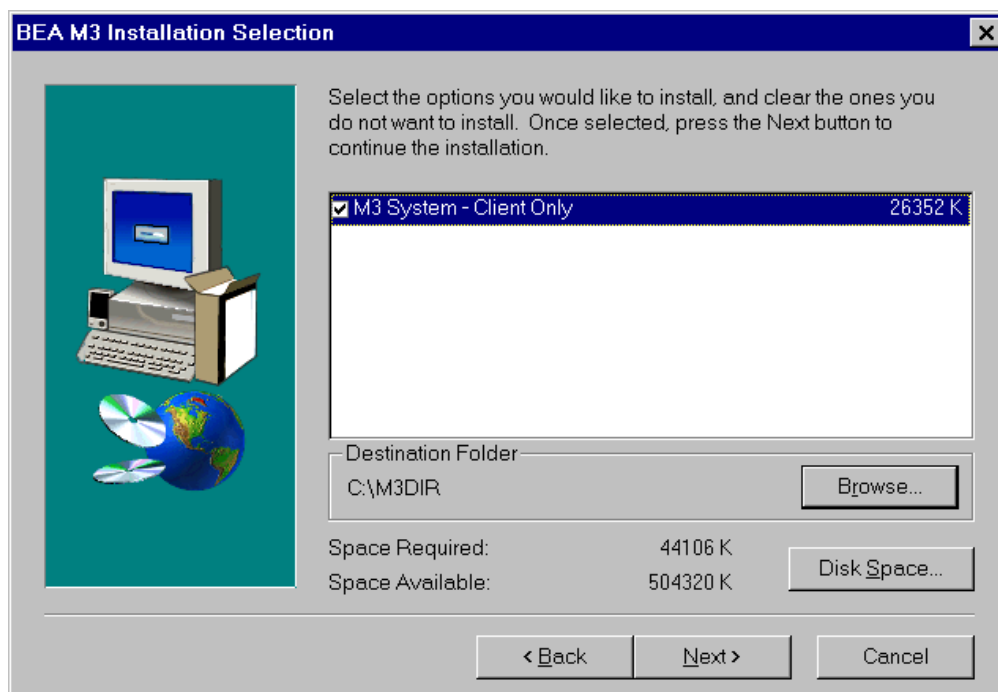 BEA M3 Installation Selection
Select the options you would like to install, and clear the ones you
do not want to install. Once selected, press the Next button to
continue the installation.
M3 System - Client Only 26352 K
Destination Folder
C:\M3DIR
Browse...
Space Required: 44106 K
Space Available: 504320 K
Disk Space...
< Back
Next >
Cancel